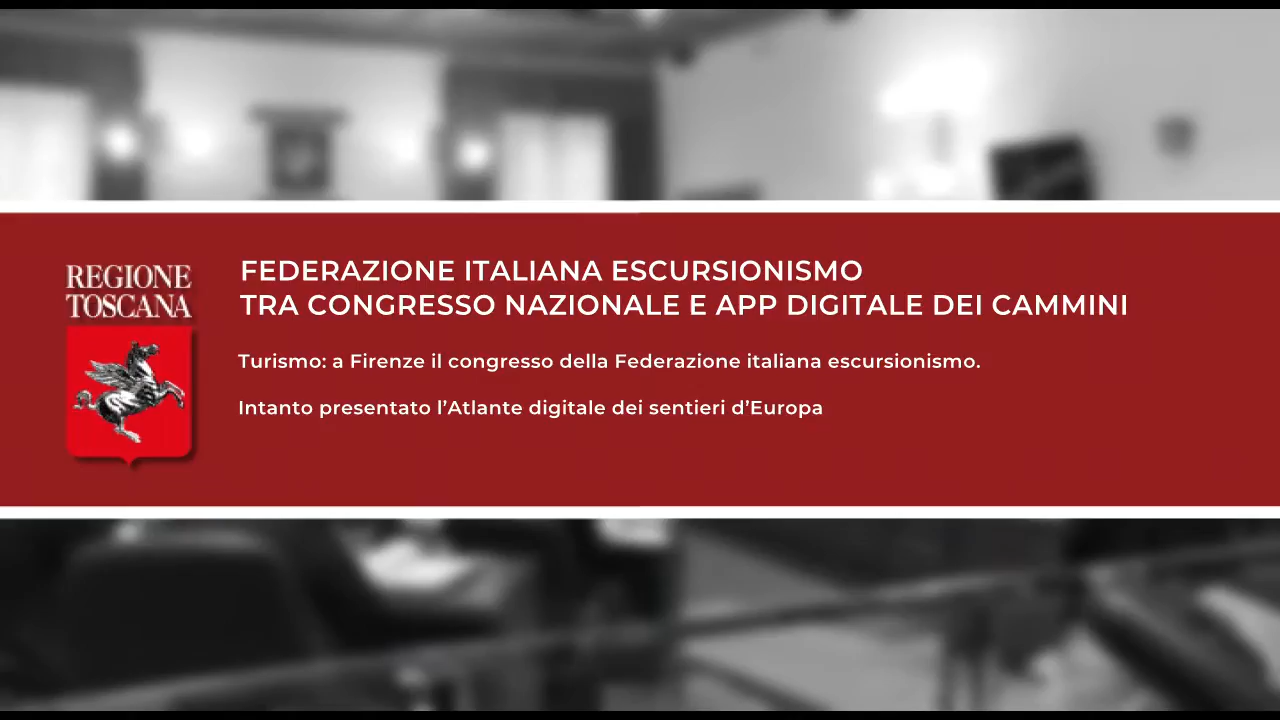 REGIONE
TOSCANA
FEDERAZIONE ITALIANA ESCURSIONISMO
TRA CONGRESSO NAZIONALE E APP DIGITALE DEI CAMMINI
Turismo: a Firenze il congresso della Federazione italiana escursionismo.
Intanto presentato l’Atlante digitale dei sentieri d’Europa